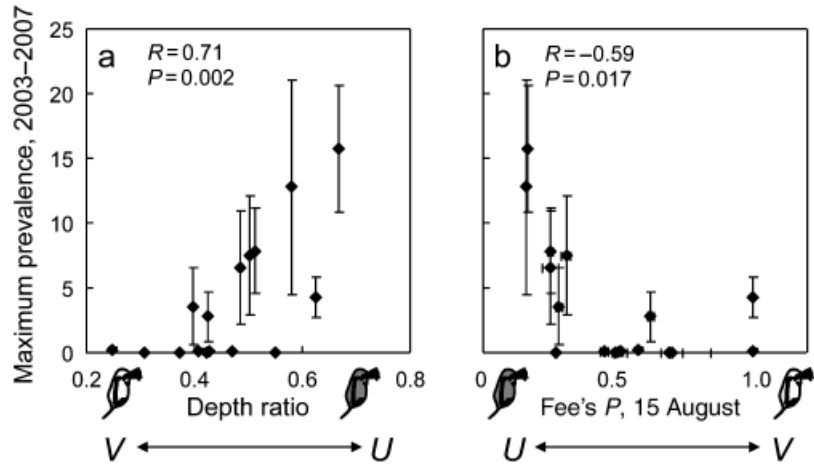 Maximum prevalence, 2003–2007
25
20
15
10
5
0
a
R=0.71
P=0.002
0.2
0.4
0.6
0.8
Depth ratio
V
U
b
R=−0.59
P=0.017
0
0.5
1.0
Fee's P, 15 August
U
V